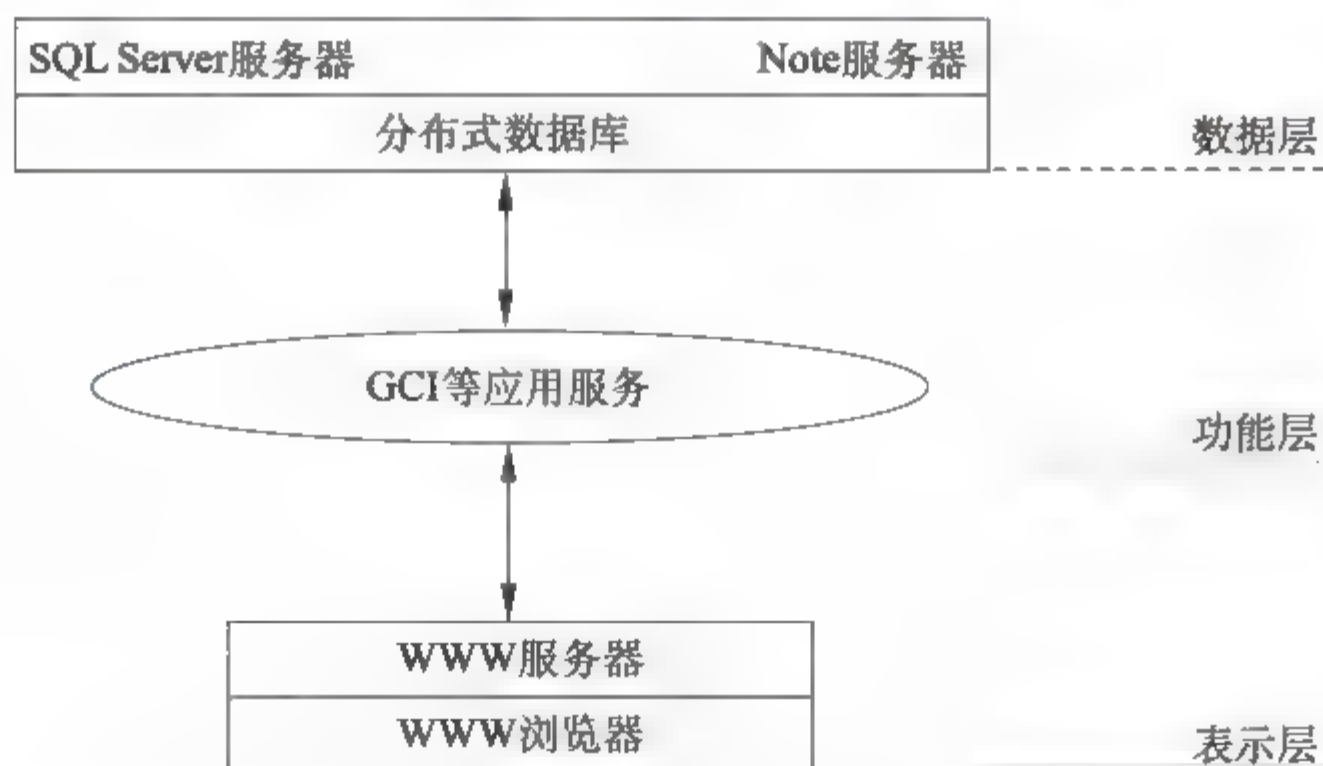 SQL Server服务器 Note服务器
分布式数据库
数据层
GCI等应用服务
功能层
WWW服务器
WWW浏览器
表示层